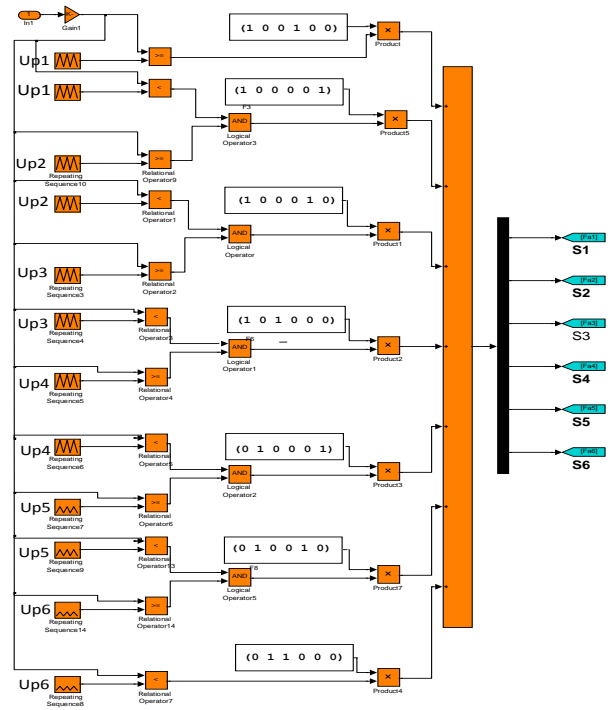 1
In1
Gain1
(1 0 0 1 0 0)
×
Product
Up1
>=
Up1
<
(1 0 0 0 0 1)
F3
×
Product5
AND
Logical
Operator3
Up2
Repeating
Sequence10
>=
Relational
Operator9
Up2
<
Relational
Operator1
(1 0 0 0 1 0)
AND
Logical
Operator
×
Product1
Up3
Repeating
Sequence3
>=
Relational
Operator2
[Fa1]
S1
[Fa2]
S2
[Fa3]
S3
[Fa4]
S4
[Fa5]
S5
[Fa6]
S6
Up3
Repeating
Sequence4
<
Relational
Operator3
(1 0 1 0 0 0)
AND
Logical
Operator1
×
Product2
Up4
Repeating
Sequence5
>=
Relational
Operator4
Up4
Repeating
Sequence6
<
Relational
Operator5
(0 1 0 0 0 1)
AND
Logical
Operator2
×
Product3
Up5
Repeating
Sequence7
>=
Relational
Operator6
Up5
Repeating
Sequence9
<
Relational
Operator13
(0 1 0 0 1 0)
F8
AND
Logical
Operator5
×
Product7
Up6
Repeating
Sequence14
>=
Relational
Operator14
(0 1 1 0 0 0)
×
Product4
Up6
Repeating
Sequence8
<
Relational
Operator7